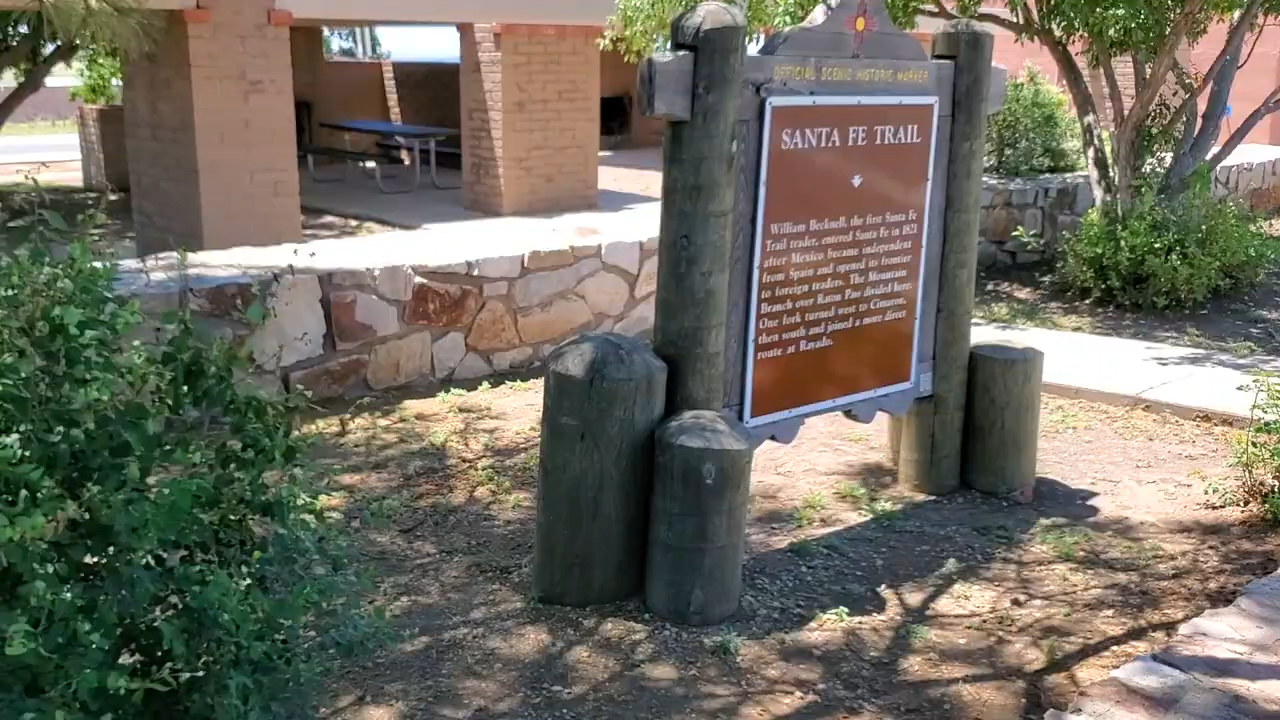 OFFICIAL SCENIC HISTORIC MARKER
SANTA FE TRAIL
William Becknell, the first Santa Fe
Trail trader, entered Santa Fe in 1821
after Mexico became independent
from Spain and opened its frontier
to foreign traders. The Mountain
Branch over Raton Pass divided here.
One fork turned west to Cimaron,
then south and joined a more direct
route at Rayado.